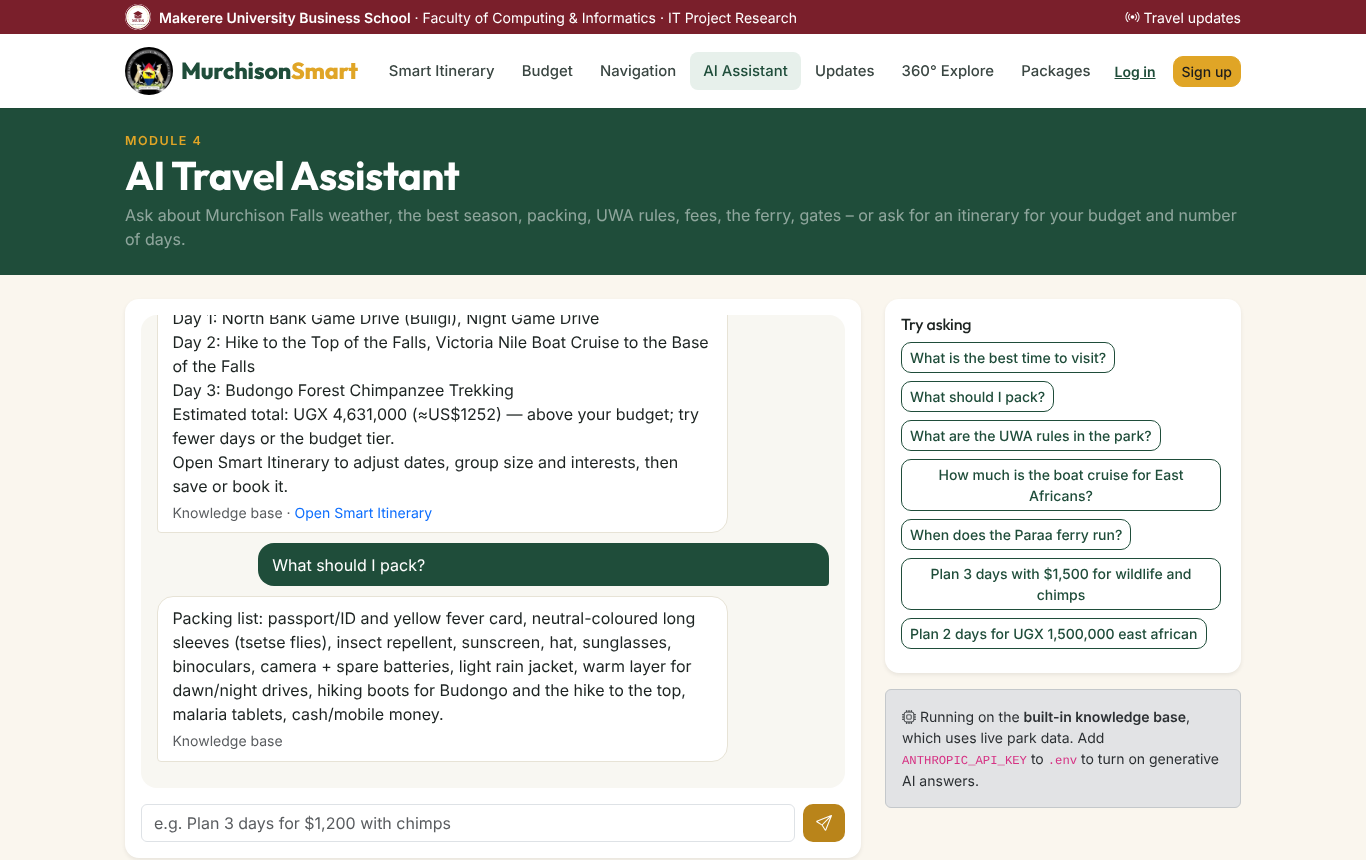 Makerere University Business School · Faculty of Computing & Informatics · IT Project Research
Travel updates
MurchisonSmart
Smart Itinerary
Budget
Navigation
AI Assistant
Updates
360° Explore
Packages
Log in
Sign up
MODULE 4
AI Travel Assistant
Ask about Murchison Falls weather, the best season, packing, UWA rules, fees, the ferry, gates – or ask for an itinerary for your budget and number
of days.
Day 1: North Bank Game Drive (Buligi), Night Game Drive
Day 2: Hike to the Top of the Falls, Victoria Nile Boat Cruise to the Base
of the Falls
Day 3: Budongo Forest Chimpanzee Trekking
Estimated total: UGX 4,631,000 (≈US$1252) — above your budget; try
fewer days or the budget tier.
Open Smart Itinerary to adjust dates, group size and interests, then
save or book it.
Knowledge base · Open Smart Itinerary
What should I pack?
Packing list: passport/ID and yellow fever card, neutral-coloured long
sleeves (tsetse flies), insect repellent, sunscreen, hat, sunglasses,
binoculars, camera + spare batteries, light rain jacket, warm layer for
dawn/night drives, hiking boots for Budongo and the hike to the top,
malaria tablets, cash/mobile money.
Knowledge base
e.g. Plan 3 days for $1,200 with chimps
Try asking
What is the best time to visit?
What should I pack?
What are the UWA rules in the park?
How much is the boat cruise for East
Africans?
When does the Paraa ferry run?
Plan 3 days with $1,500 for wildlife and
chimps
Plan 2 days for UGX 1,500,000 east african
Running on the built-in knowledge base,
which uses live park data. Add
ANTHROPIC_API_KEY to .env to turn on generative
AI answers.